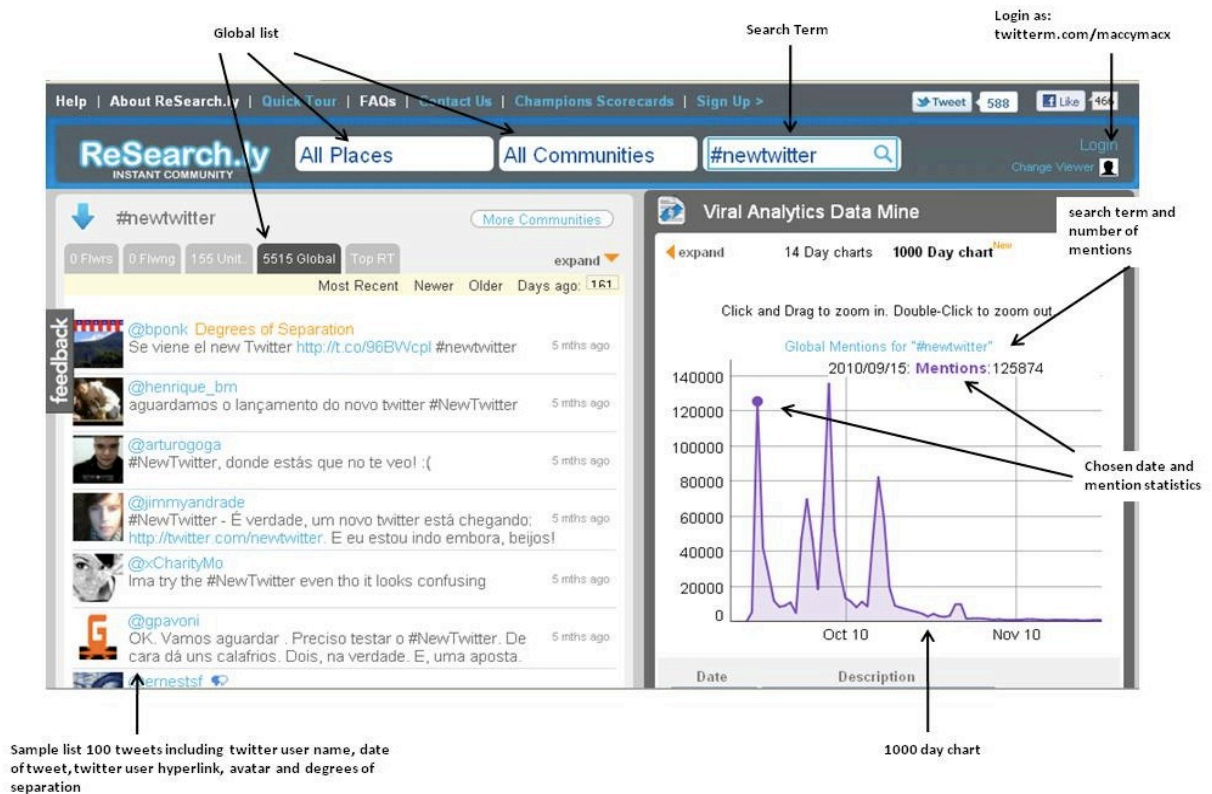 Global list
Search Term
Login as:
twitterm.com/maccymacx
Help | About ReSearch.ly | Quick Tour | FAQs | Contact Us | Champions Scorecards | Sign Up >
Tweet 588
Like 466
ReSearch.ly
INSTANT COMMUNITY
All Places
All Communities
#newtwitter
Login
Change Viewer
#newtwitter
More Communities
0 Flwrs
0 Flwng
155 Unit..
5515 Global
Top RT
expand
Most Recent Newer Older Days ago: 161
feedback
@bponk Degrees of Separation
Se viene el new Twitter http://t.co/96BWcpl #newtwitter 5 mths ago
@henrique_bm
aguardamos o lançamento do novo twitter #NewTwitter 5 mths ago
@arturogoga
#NewTwitter, donde estás que no te veo! :( 5 mths ago
@jimmyandrade
#NewTwitter - É verdade, um novo twitter está chegando: 5 mths ago
http://twitter.com/newtwitter. E eu estou indo embora, beijos!
@xCharityMo
Ima try the #NewTwitter even tho it looks confusing 5 mths ago
@gpavoni
OK. Vamos aguardar . Preciso testar o #NewTwitter. De 5 mths ago
cara dá uns calafrios. Dois, na verdade. E, uma aposta.
@ernestsf
Viral Analytics Data Mine
search term and
number of
mentions
expand 14 Day charts 1000 Day chart New
Click and Drag to zoom in. Double-Click to zoom out
Global Mentions for "#newtwitter"
2010/09/15: Mentions:125874
140000
120000
100000
80000
60000
40000
20000
0
Oct 10
Nov 10
Chosen date and
mention statistics
Date Description
Sample list 100 tweets including twitter user name, date
of tweet, twitter user hyperlink, avatar and degrees of
separation
1000 day chart